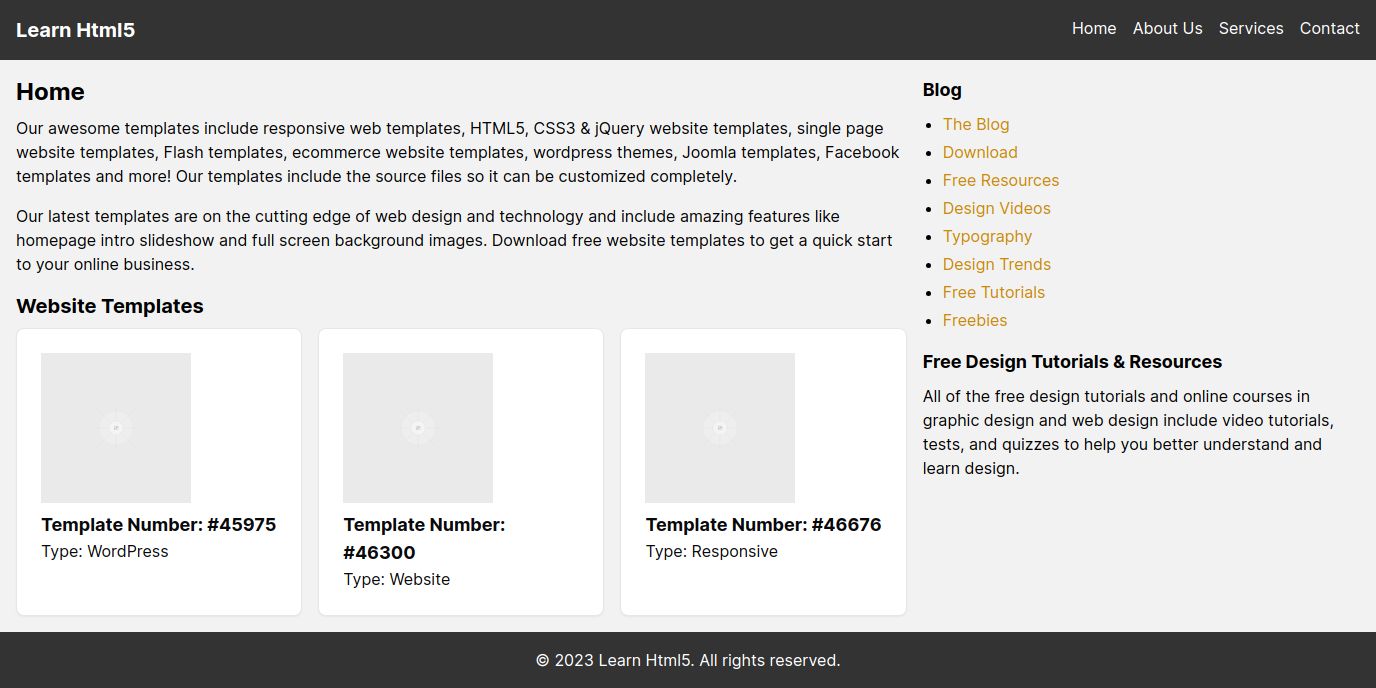 Learn Html5
Home About Us Services Contact
Home
Our awesome templates include responsive web templates, HTML5, CSS3 & jQuery website templates, single page
website templates, Flash templates, ecommerce website templates, wordpress themes, Joomla templates, Facebook
templates and more! Our templates include the source files so it can be customized completely.
Our latest templates are on the cutting edge of web design and technology and include amazing features like
homepage intro slideshow and full screen background images. Download free website templates to get a quick start
to your online business.
Website Templates
Template Number: #45975
Type: WordPress
Template Number:
#46300
Type: Website
Template Number: #46676
Type: Responsive
Blog
The Blog
Download
Free Resources
Design Videos
Typography
Design Trends
Free Tutorials
Freebies
Free Design Tutorials & Resources
All of the free design tutorials and online courses in
graphic design and web design include video tutorials,
tests, and quizzes to help you better understand and
learn design.
© 2023 Learn Html5. All rights reserved.